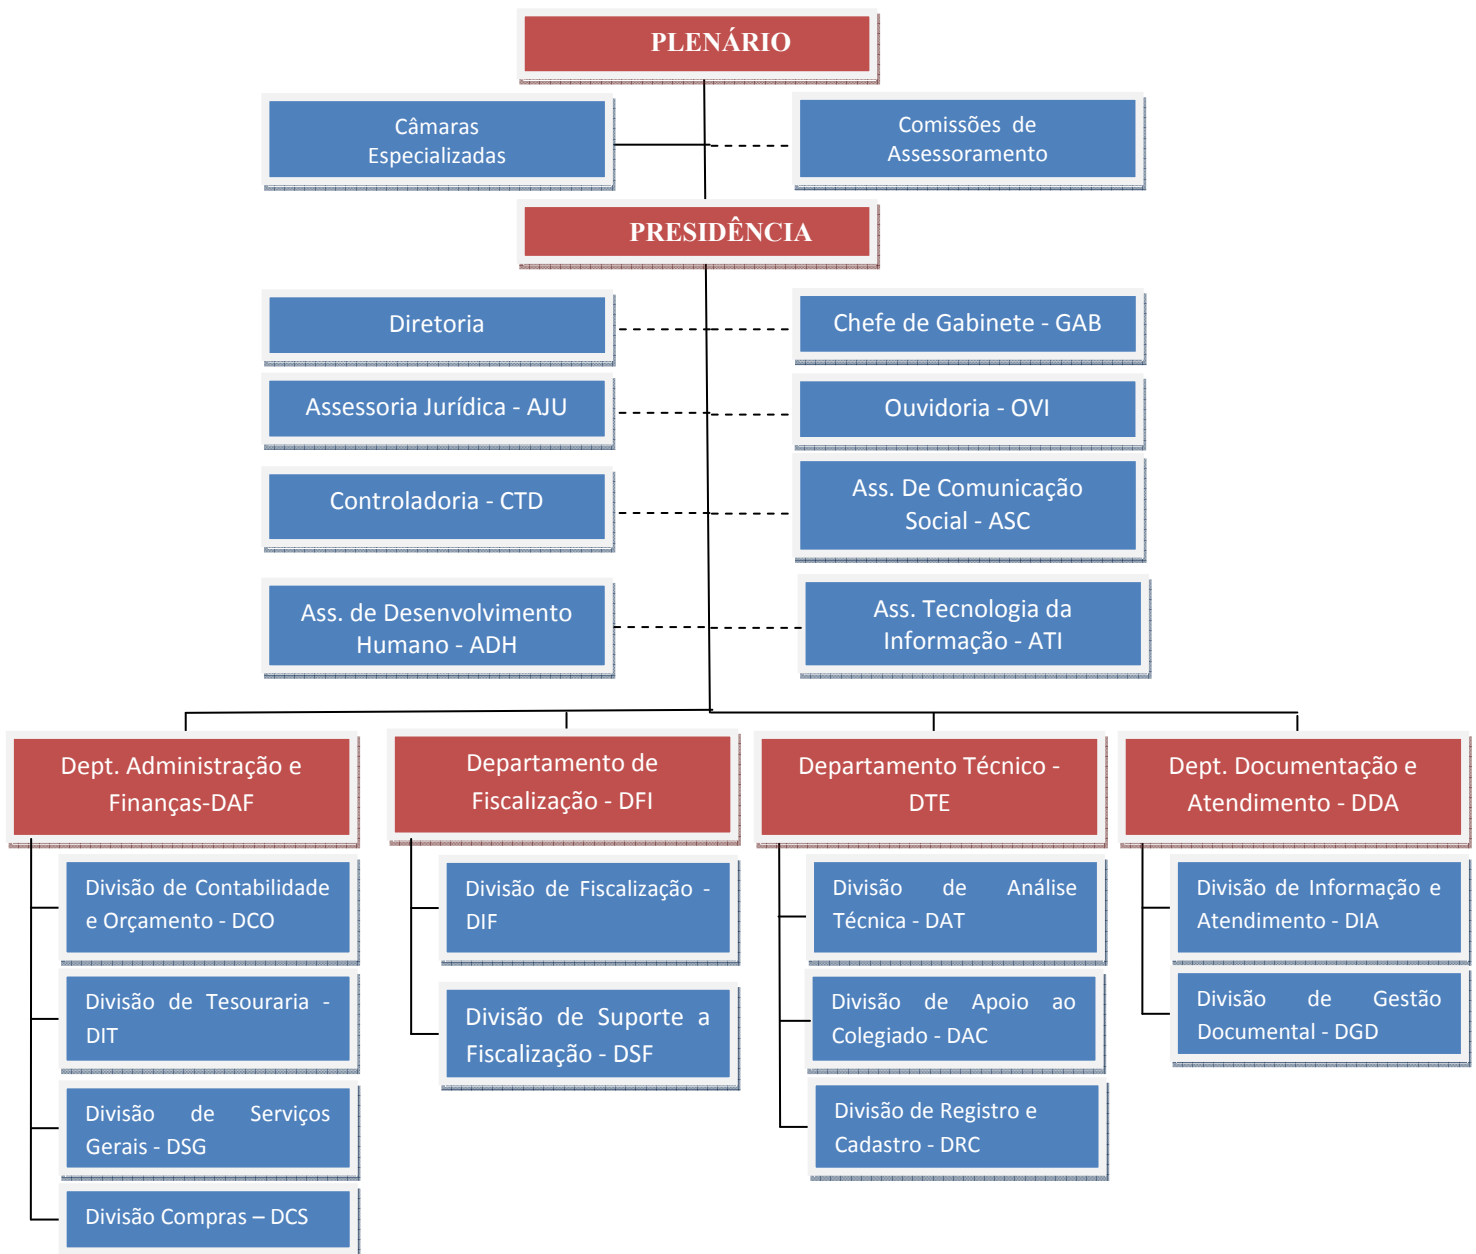 PLENÁRIO
Câmaras
Especializadas
Comissões de
Assessoramento
PRESIDÊNCIA
Diretoria
Chefe de Gabinete - GAB
Assessoria Jurídica - AJU
Ouvidoria - OVI
Controladoria - CTD
Ass. De Comunicação
Social - ASC
Ass. de Desenvolvimento
Humano - ADH
Ass. Tecnologia da
Informação - ATI
Dept. Administração e
Finanças-DAF
Departamento de
Fiscalização - DFI
Departamento Técnico -
DTE
Dept. Documentação e
Atendimento - DDA
Divisão de Contabilidade
e Orçamento - DCO
Divisão de Tesouraria -
DIT
Divisão de Serviços
Gerais - DSG
Divisão Compras – DCS
Divisão de Fiscalização -
DIF
Divisão de Suporte a
Fiscalização - DSF
Divisão de Análise
Técnica - DAT
Divisão de Apoio ao
Colegiado - DAC
Divisão de Registro e
Cadastro - DRC
Divisão de Informação e
Atendimento - DIA
Divisão de Gestão
Documental - DGD